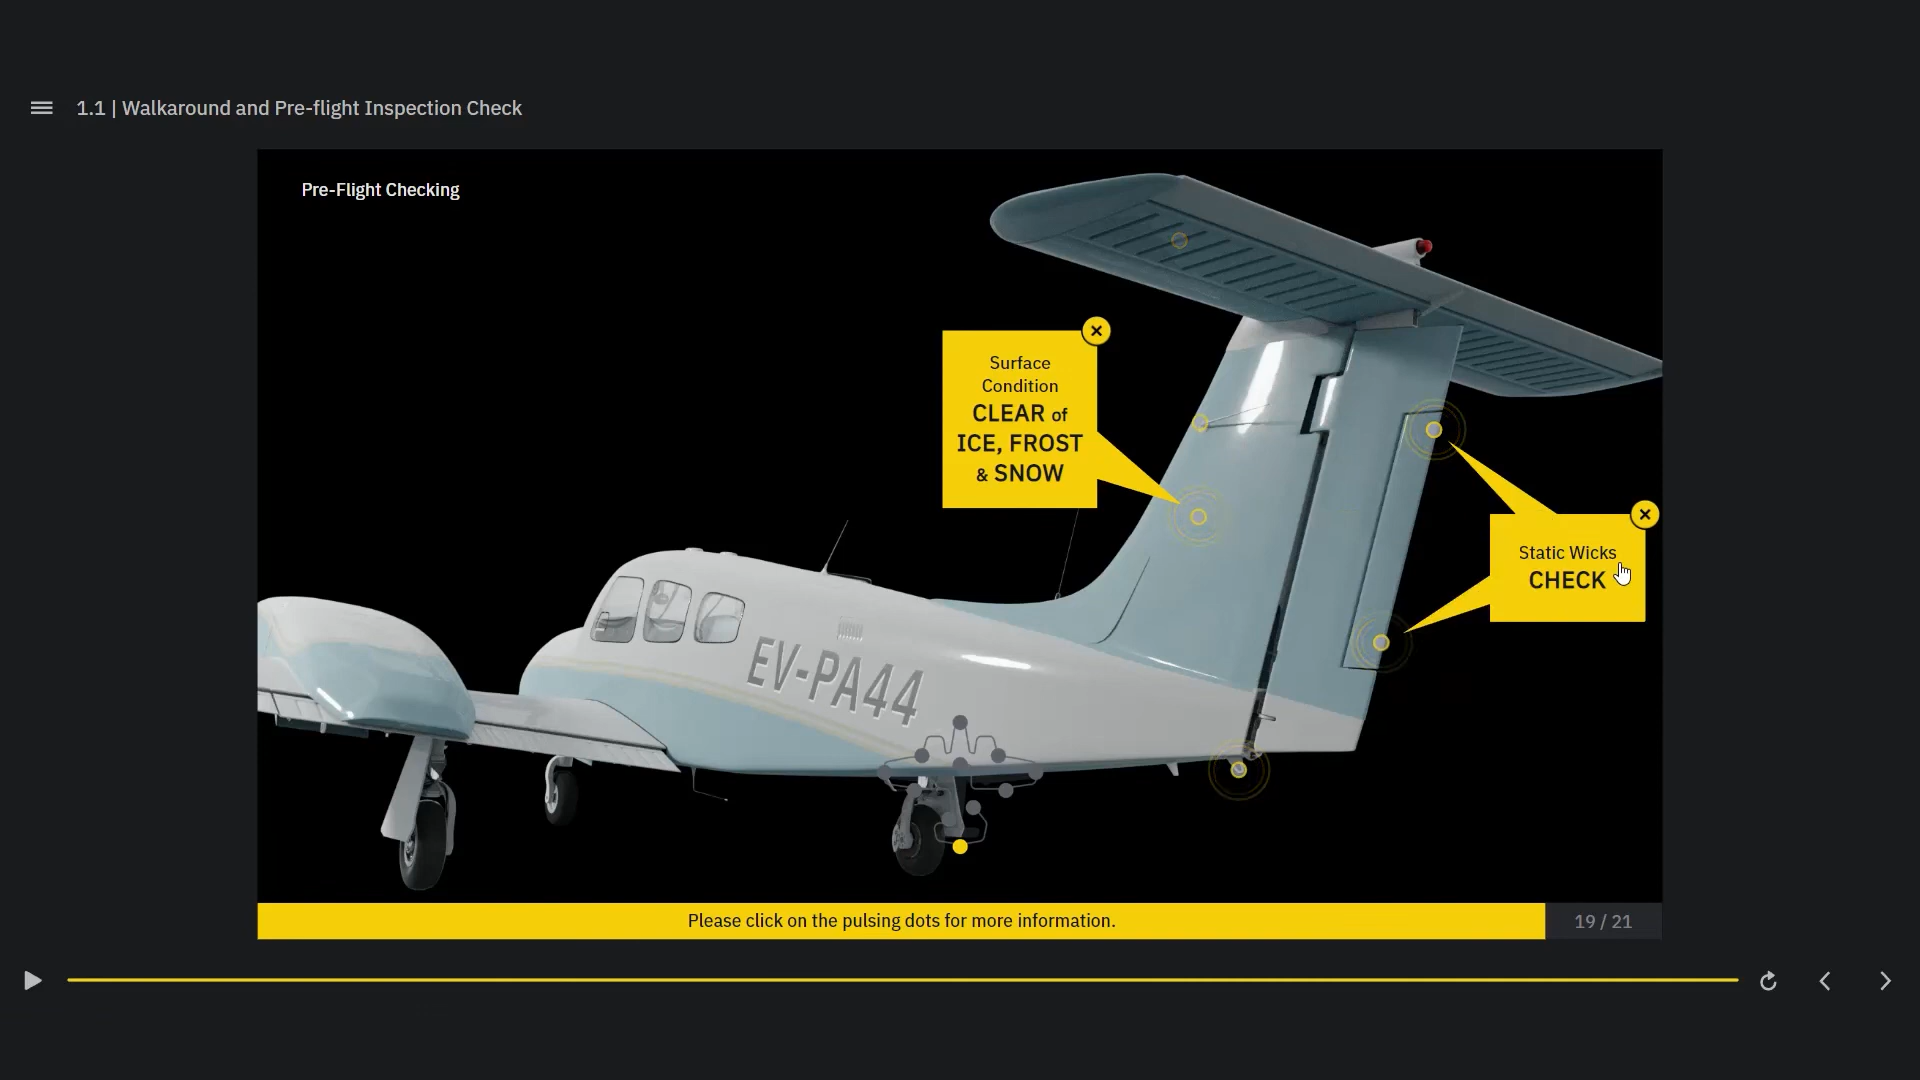 1.1 | Walkaround and Pre-flight Inspection Check
Pre-Flight Checking
Surface
Condition
CLEAR of
ICE, FROST
& SNOW
Static Wicks
CHECK
EV-PA44
Please click on the pulsing dots for more information.
19 / 21